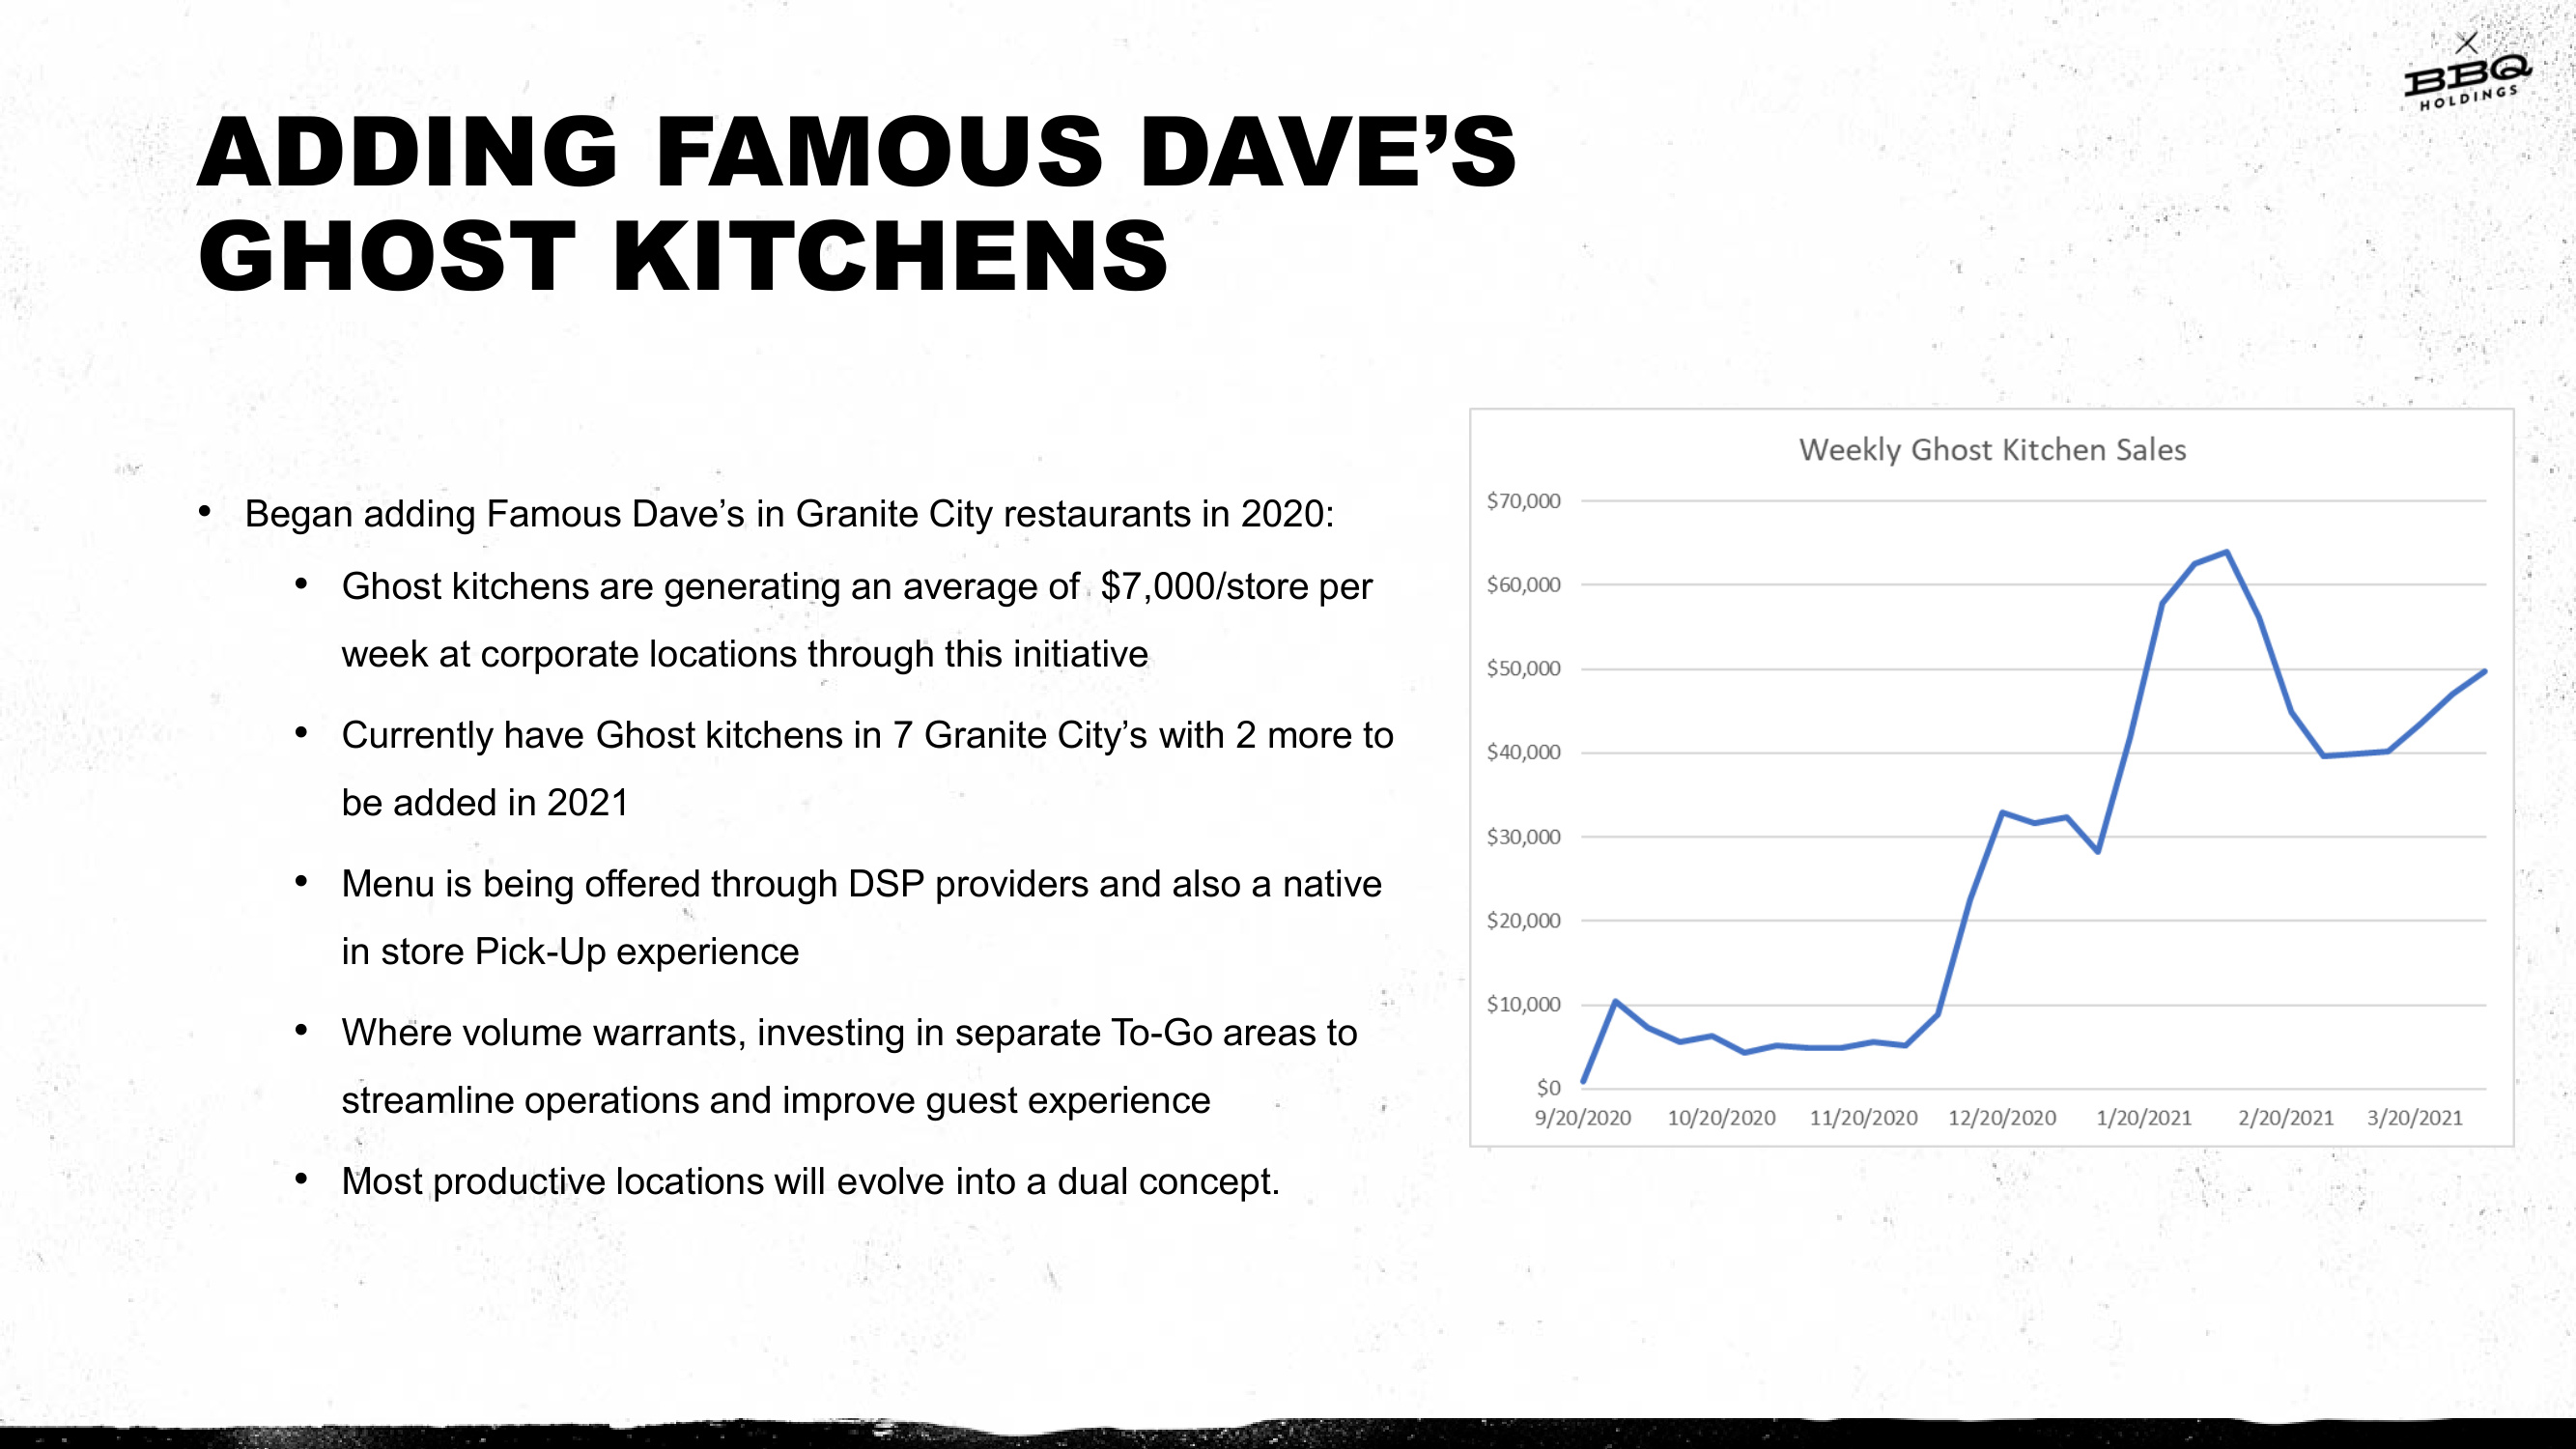 BBQ
HOLDINGS
ADDING FAMOUS DAVE’S
GHOST KITCHENS
• Began adding Famous Dave’s in Granite City restaurants in 2020:
• Ghost kitchens are generating an average of $7,000/store per
week at corporate locations through this initiative
• Currently have Ghost kitchens in 7 Granite City’s with 2 more to
be added in 2021
• Menu is being offered through DSP providers and also a native
in store Pick-Up experience
• Where volume warrants, investing in separate To-Go areas to
streamline operations and improve guest experience
• Most productive locations will evolve into a dual concept.
Weekly Ghost Kitchen Sales
$70,000
$60,000
$50,000
$40,000
$30,000
$20,000
$10,000
$0
9/20/2020 10/20/2020 11/20/2020 12/20/2020 1/20/2021 2/20/2021 3/20/2021